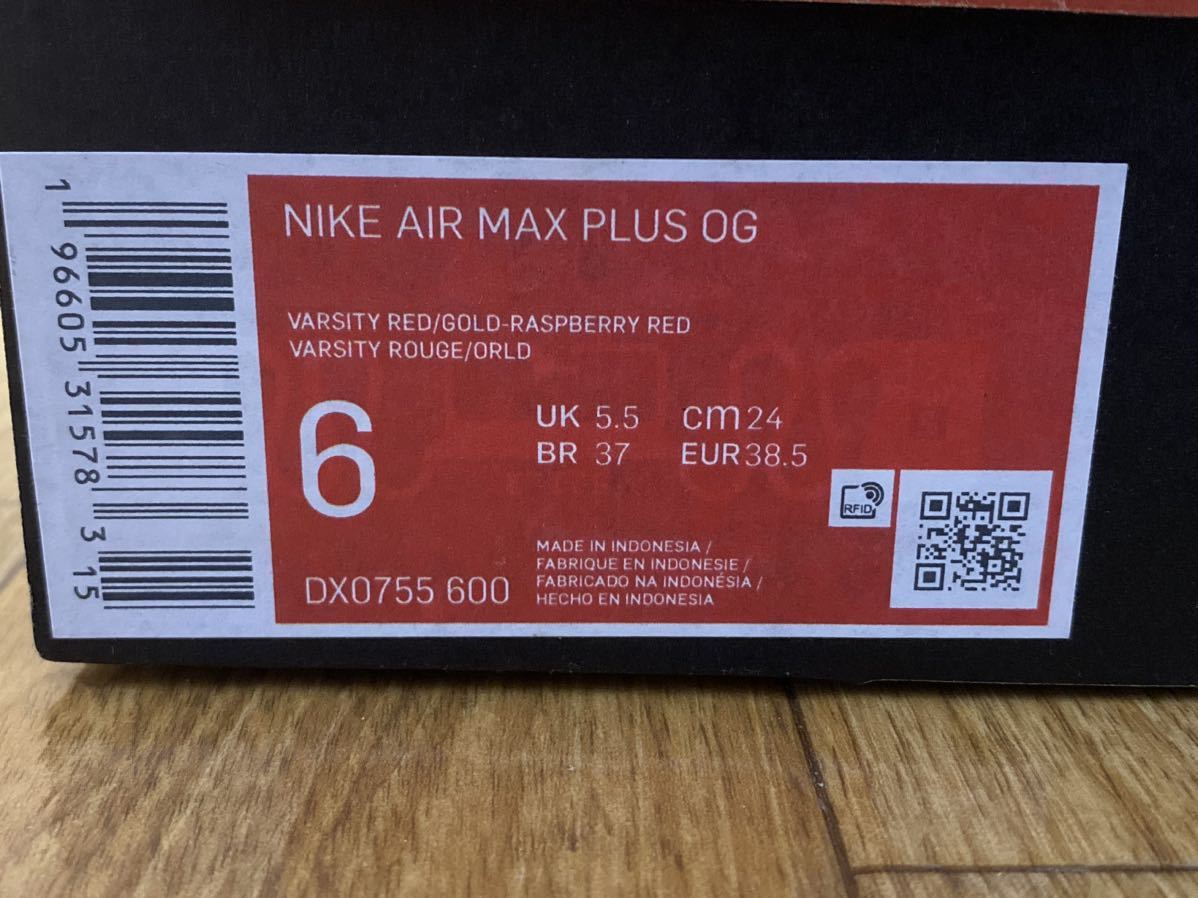 NIKE AIR MAX PLUS OG
VARSITY RED/GOLD-RASPBERRY RED
VARSITY ROUGE/ORLD
6
UK 5.5 cm 24
BR 37 EUR 38.5
DX0755 600
MADE IN INDONESIA /
FABRIQUE EN INDONESIE /
FABRICADO NA INDONÉSIA /
HECHO EN INDONESIA
RFID
1 96605 31578 3 15